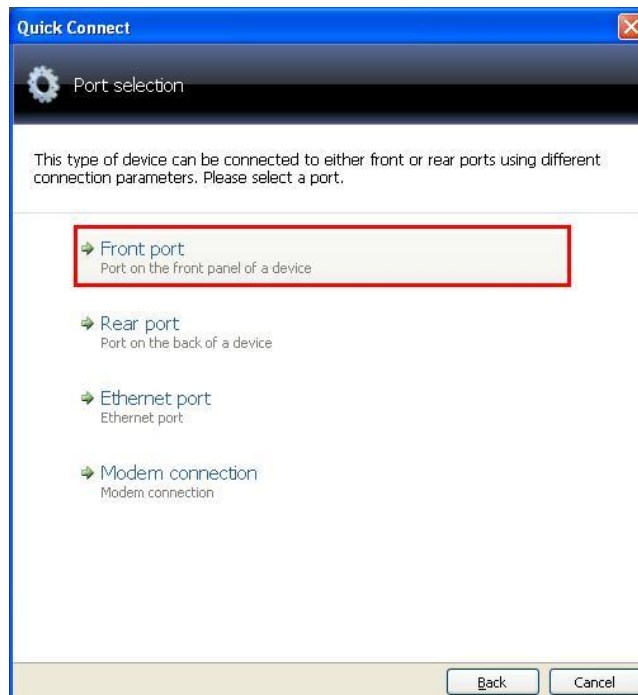 Quick Connect
Port selection
This type of device can be connected to either front or rear ports using different
connection parameters. Please select a port.
Front port
Port on the front panel of a device
Rear port
Port on the back of a device
Ethernet port
Ethernet port
Modem connection
Modem connection
Back
Cancel